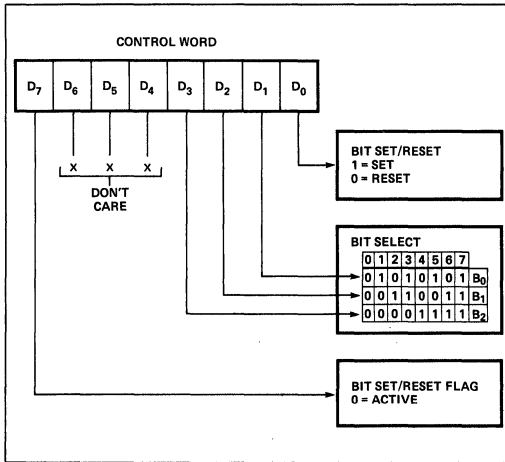 CONTROL WORD
D7 D6 D5 D4 D3 D2 D1 D0
X X X
DON'T
CARE
BIT SET/RESET
1 = SET
0 = RESET
BIT SELECT
0 1 2 3 4 5 6 7
0 1 0 1 0 1 0 1 B0
0 0 1 1 0 0 1 1 B1
0 0 0 0 1 1 1 1 B2
BIT SET/RESET FLAG
0 = ACTIVE